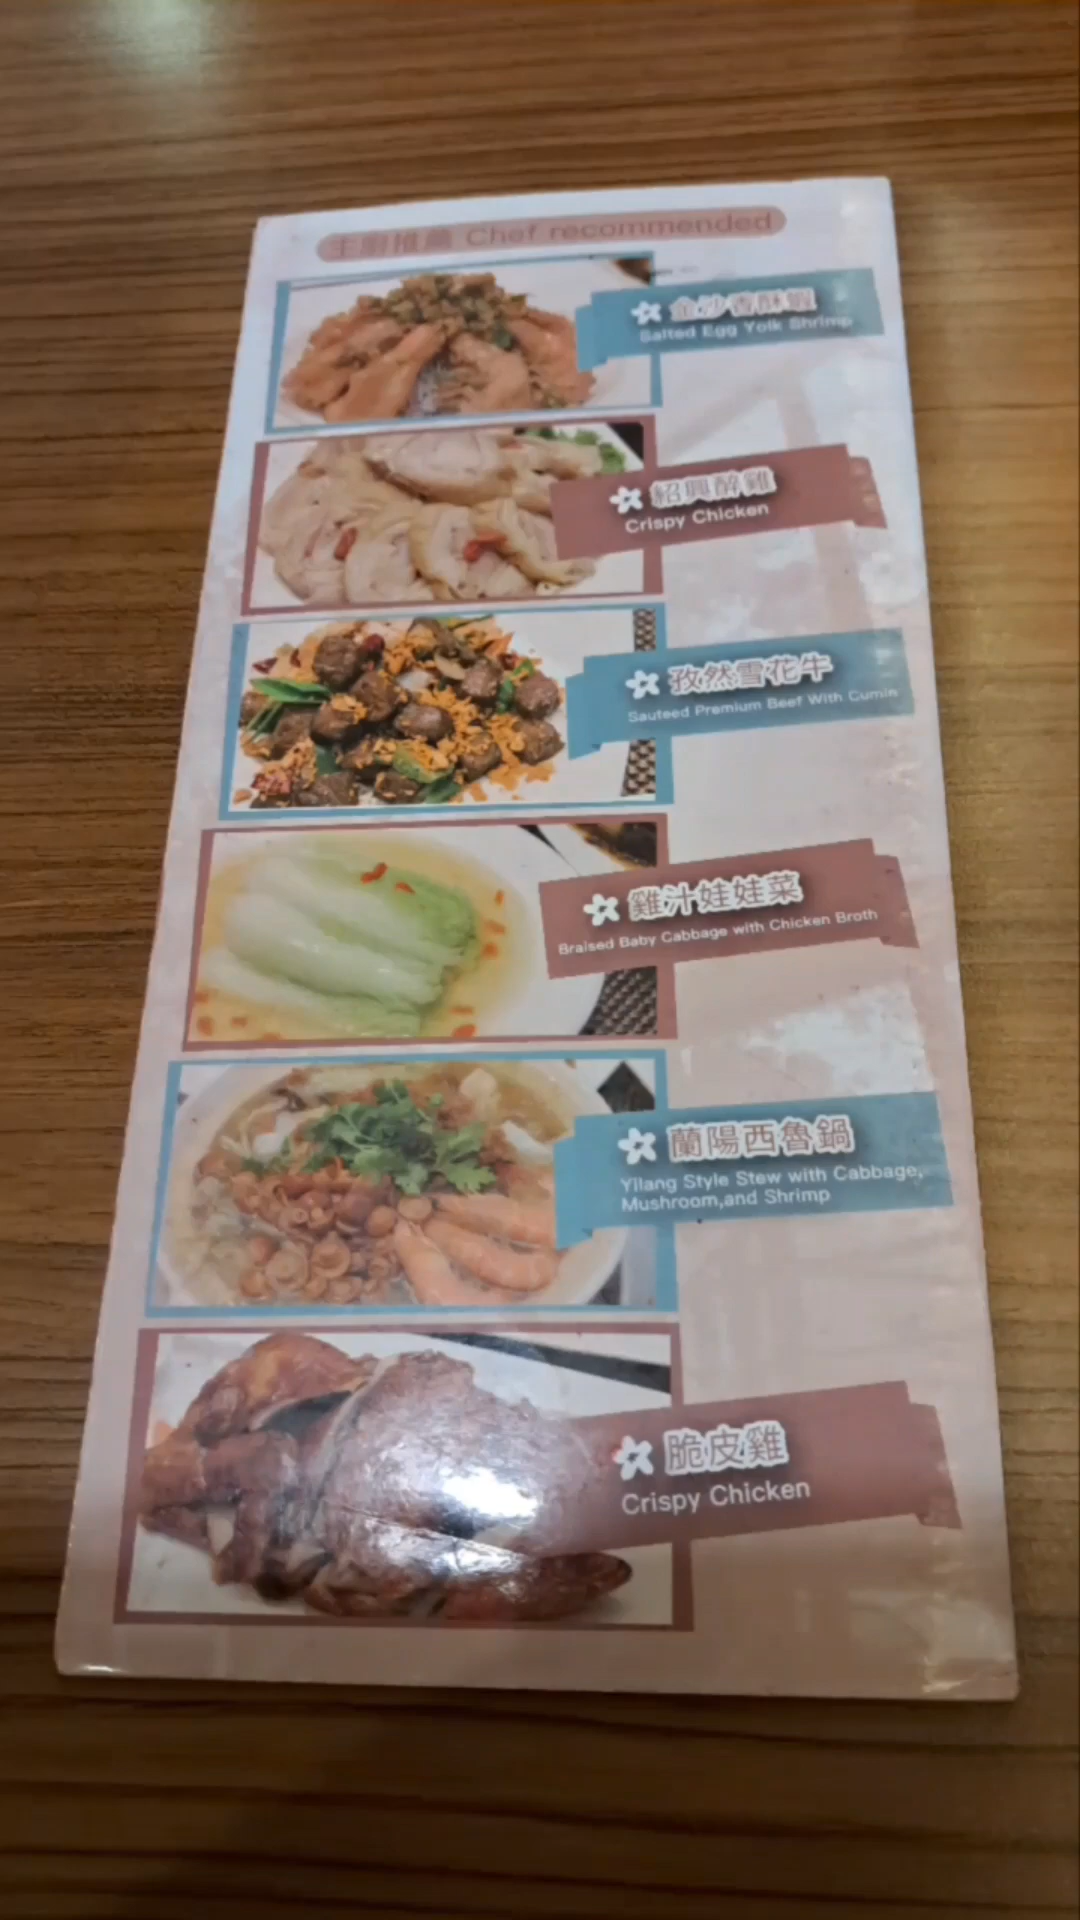 主廚推薦 Chef recommended
金沙香酥蝦
Salted Egg Yolk Shrimp
紹興醉雞
Crispy Chicken
孜然雪花牛
Sauteed Premium Beef With Cumin
雞汁娃娃菜
Braised Baby Cabbage with Chicken Broth
蘭陽西魯鍋
Yilang Style Stew with Cabbage,
Mushroom,and Shrimp
脆皮雞
Crispy Chicken